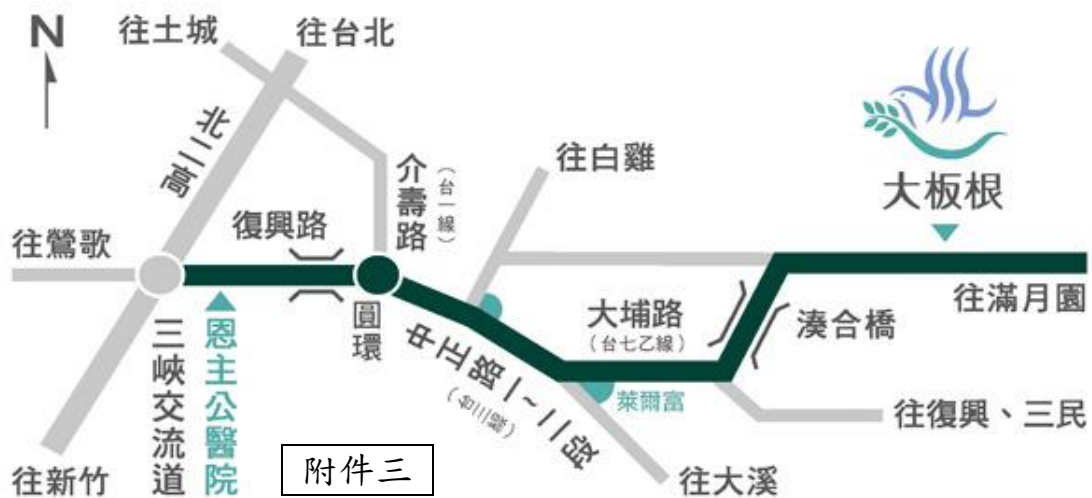 N
往土城
往台北
北二高
介壽路
(台一線)
往白雞
大板根
往鶯歌
復興路
圓環
大埔路
(台七乙線)
湊合橋
往滿月園
三峽交流道
恩主公醫院
中正路一~二段
(台三線)
萊爾富
往復興、三民
往新竹
附件三
往大溪